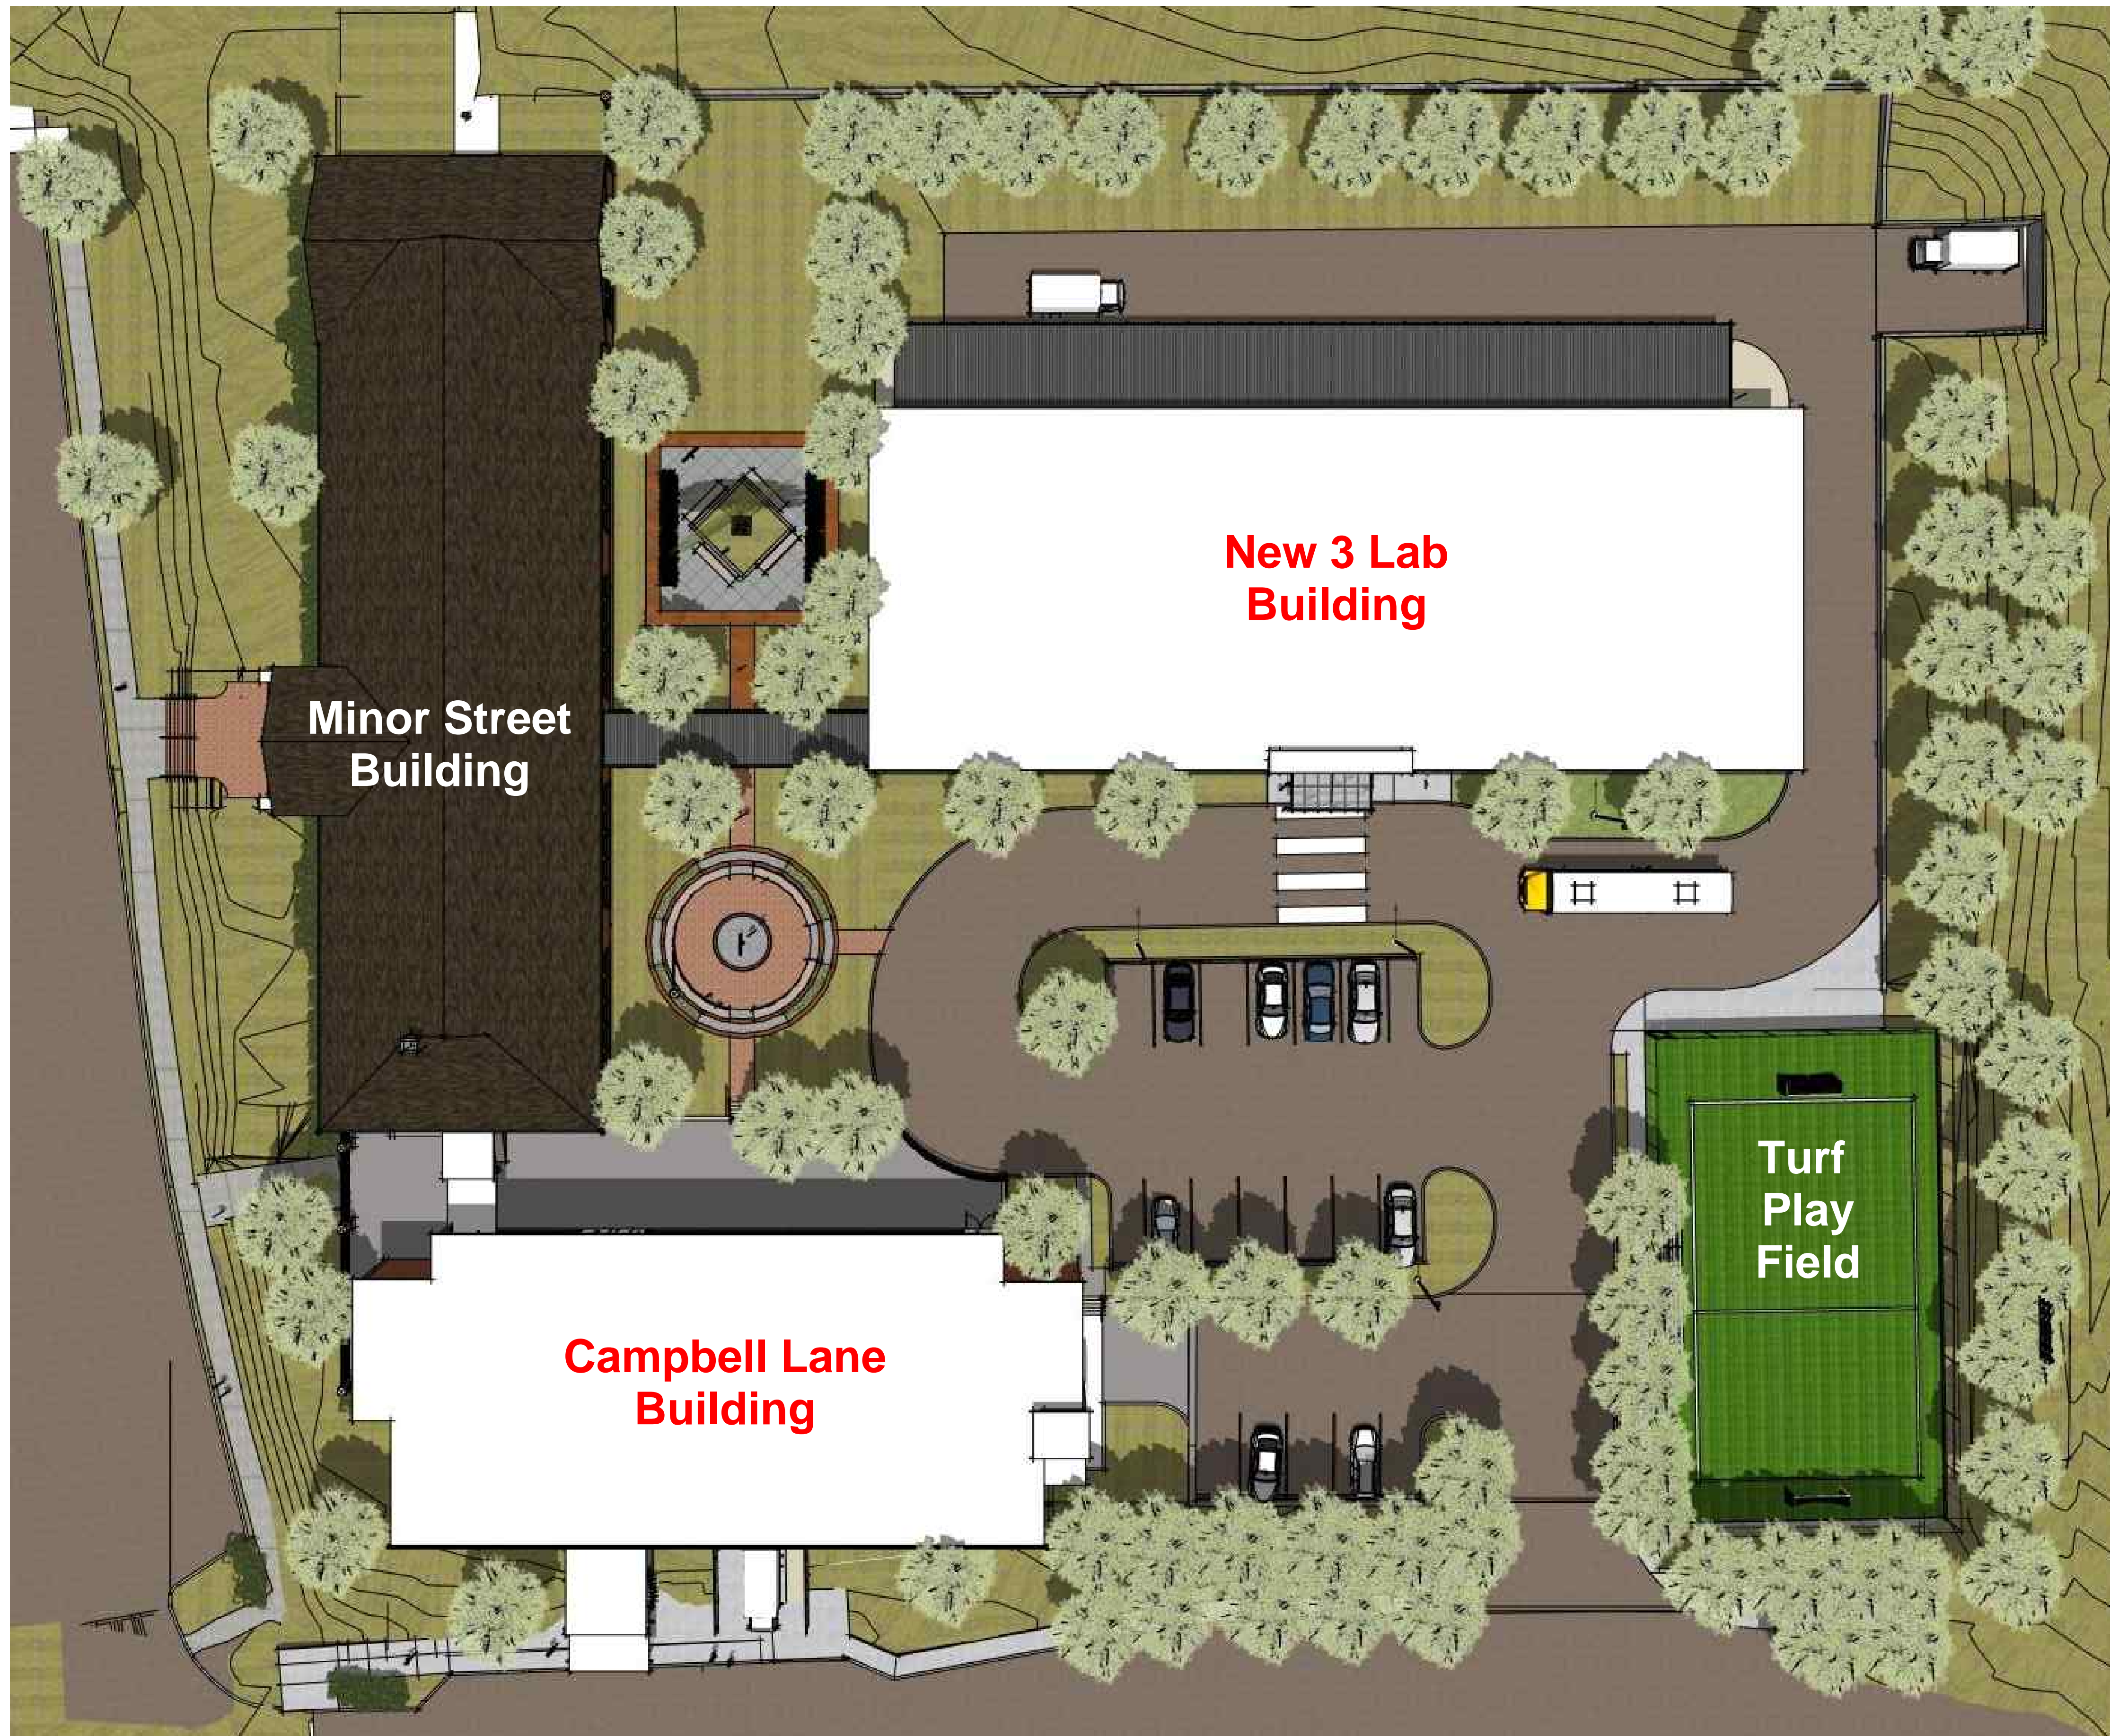 New 3 Lab
Building
Minor Street
Building
Turf
Play
Field
Campbell Lane
Building